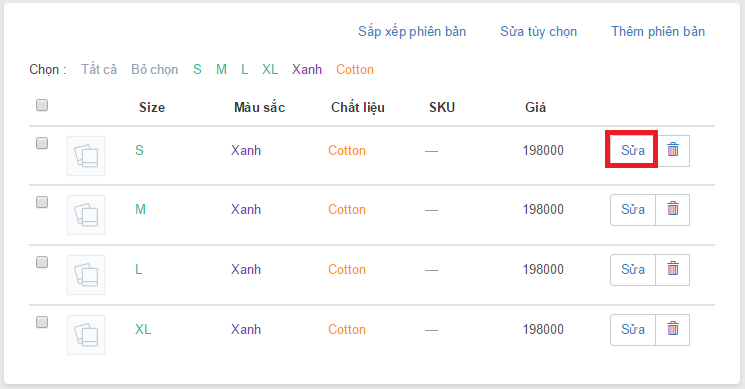 Sắp xếp phiên bản Sửa tùy chọn Thêm phiên bản
Chọn : Tất cả Bỏ chọn S M L XL Xanh Cotton
Size Màu sắc Chất liệu SKU Giá
S Xanh Cotton — 198000 Sửa
M Xanh Cotton — 198000 Sửa
L Xanh Cotton — 198000 Sửa
XL Xanh Cotton — 198000 Sửa